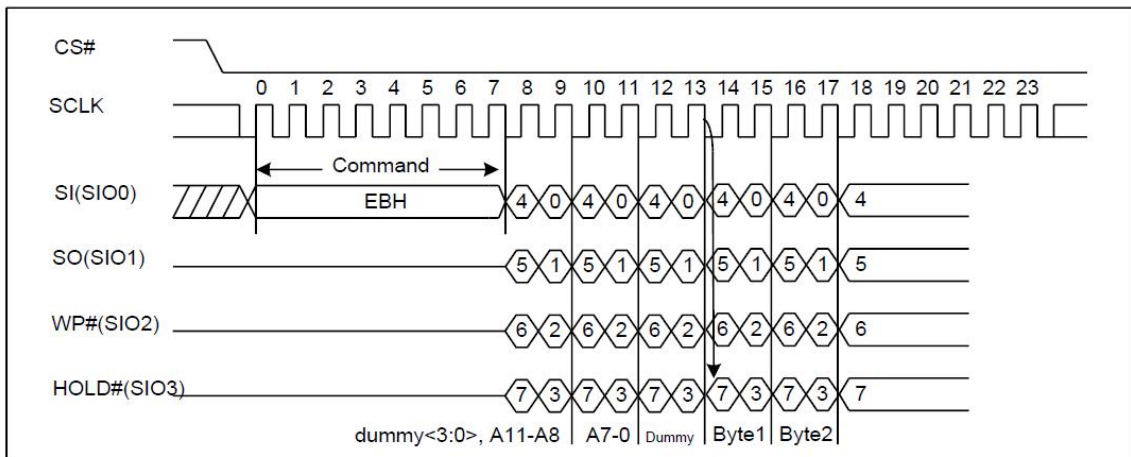 CS#
0 1 2 3 4 5 6 7 8 9 10 11 12 13 14 15 16 17 18 19 20 21 22 23
SCLK
Command
SI(SIO0) EBH 4 0 4 0 4 0 4 0 4 0 4
SO(SIO1) 5 1 5 1 5 1 5 1 5 1 5
WP#(SIO2) 6 2 6 2 6 2 6 2 6 2 6
HOLD#(SIO3) 7 3 7 3 7 3 7 3 7 3 7
dummy<3:0>, A11-A8 A7-0 Dummy Byte1 Byte2